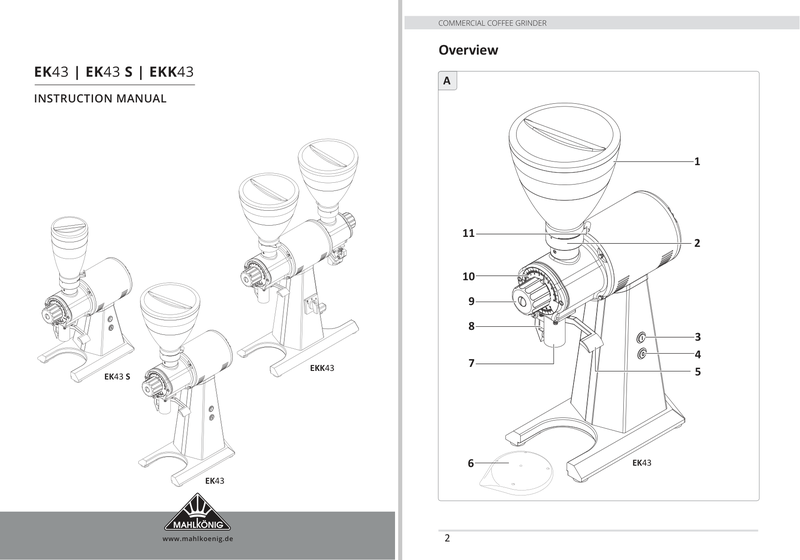 EK43 | EK43 S | EKK43
INSTRUCTION MANUAL
EKK43
EK43 S
EK43
MAHLKÖNIG
www.mahlkoenig.de
COMMERCIAL COFFEE GRINDER
Overview
A
1
11
2
10
9
8
3
4
7
5
6
EK43
2